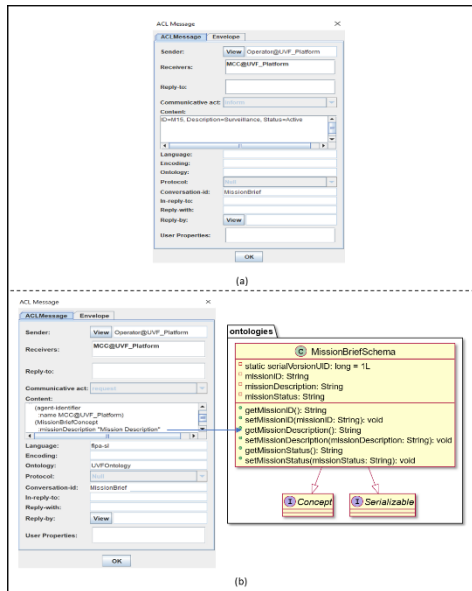 ACL Message
ACLMessage Envelope
Sender: View Operator@UVF_Platform
Receivers: MCC@UVF_Platform
Reply-to:
Communicative act: inform
Content:
ID=M15, Description=Surveillance, Status=Active
Language:
Encoding:
Ontology:
Protocol: Null
Conversation-id: MissionBrief
In-reply-to:
Reply-with:
Reply-by: View
User Properties:
OK
(a)
ACL Message
ACLMessage Envelope
Sender: View Operator@UVF_Platform
Receivers: MCC@UVF_Platform
Reply-to:
Communicative act: request
Content:
(agent-identifier
:name MCC@UVF_Platform)
(MissionBriefConcept
:missionDescription "Mission Description"
Language: fipa-sl
Encoding:
Ontology: UVFOntology
Protocol: Null
Conversation-id: MissionBrief
In-reply-to:
Reply-with:
Reply-by: View
User Properties:
OK
ontologies
C MissionBriefSchema
static serialVersionUID: long = 1L
missionID: String
missionDescription: String
missionStatus: String
getMissionID(): String
setMissionID(missionID: String): void
getMissionDescription(): String
setMissionDescription(missionDescription: String): void
getMissionStatus(): String
setMissionStatus(missionStatus: String): void
I Concept
I Serializable
(b)